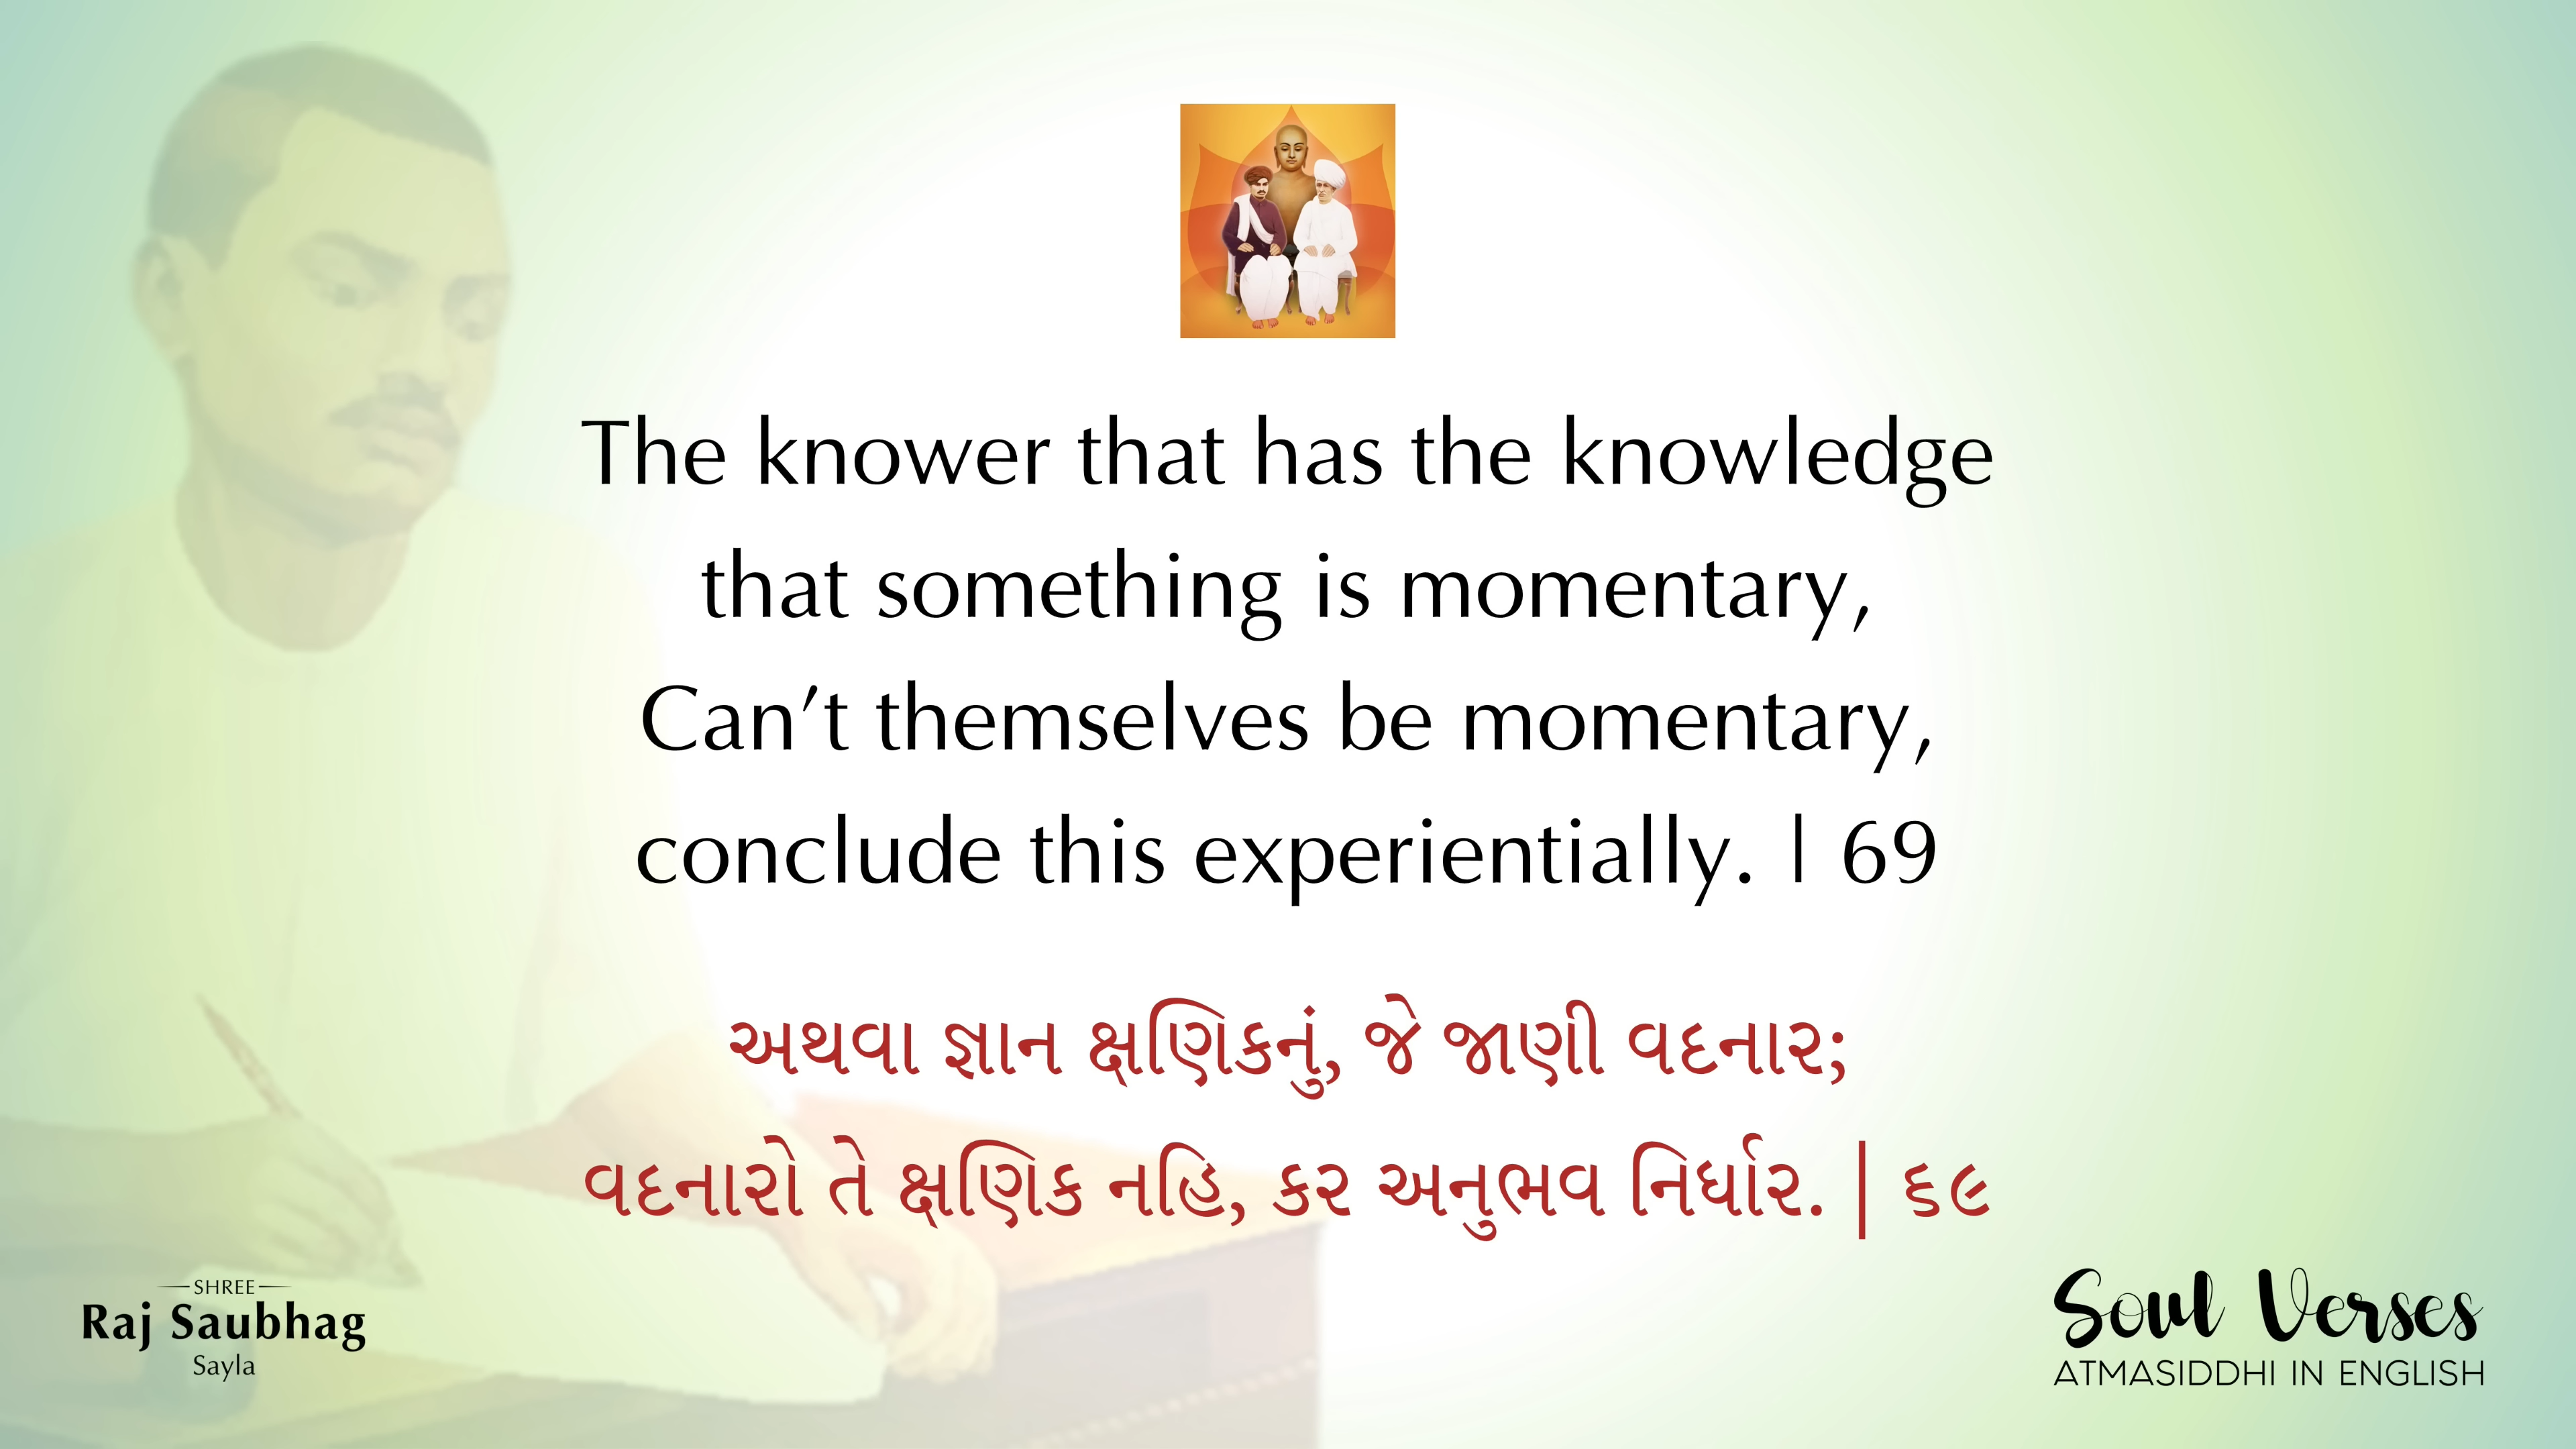 The knower that has the knowledge
that something is momentary,
Can’t themselves be momentary,
conclude this experientially. | 69
અથવા જ્ઞાન ક્ષણિકનું, જે જાણી વદનાર;
વદનારો તે ક્ષણિક નહિ, કર અનુભવ નિર્ધાર. | ૬૯
SHREE
Raj Saubhag
Sayla
Soul Verses
ATMASIDDHI IN ENGLISH